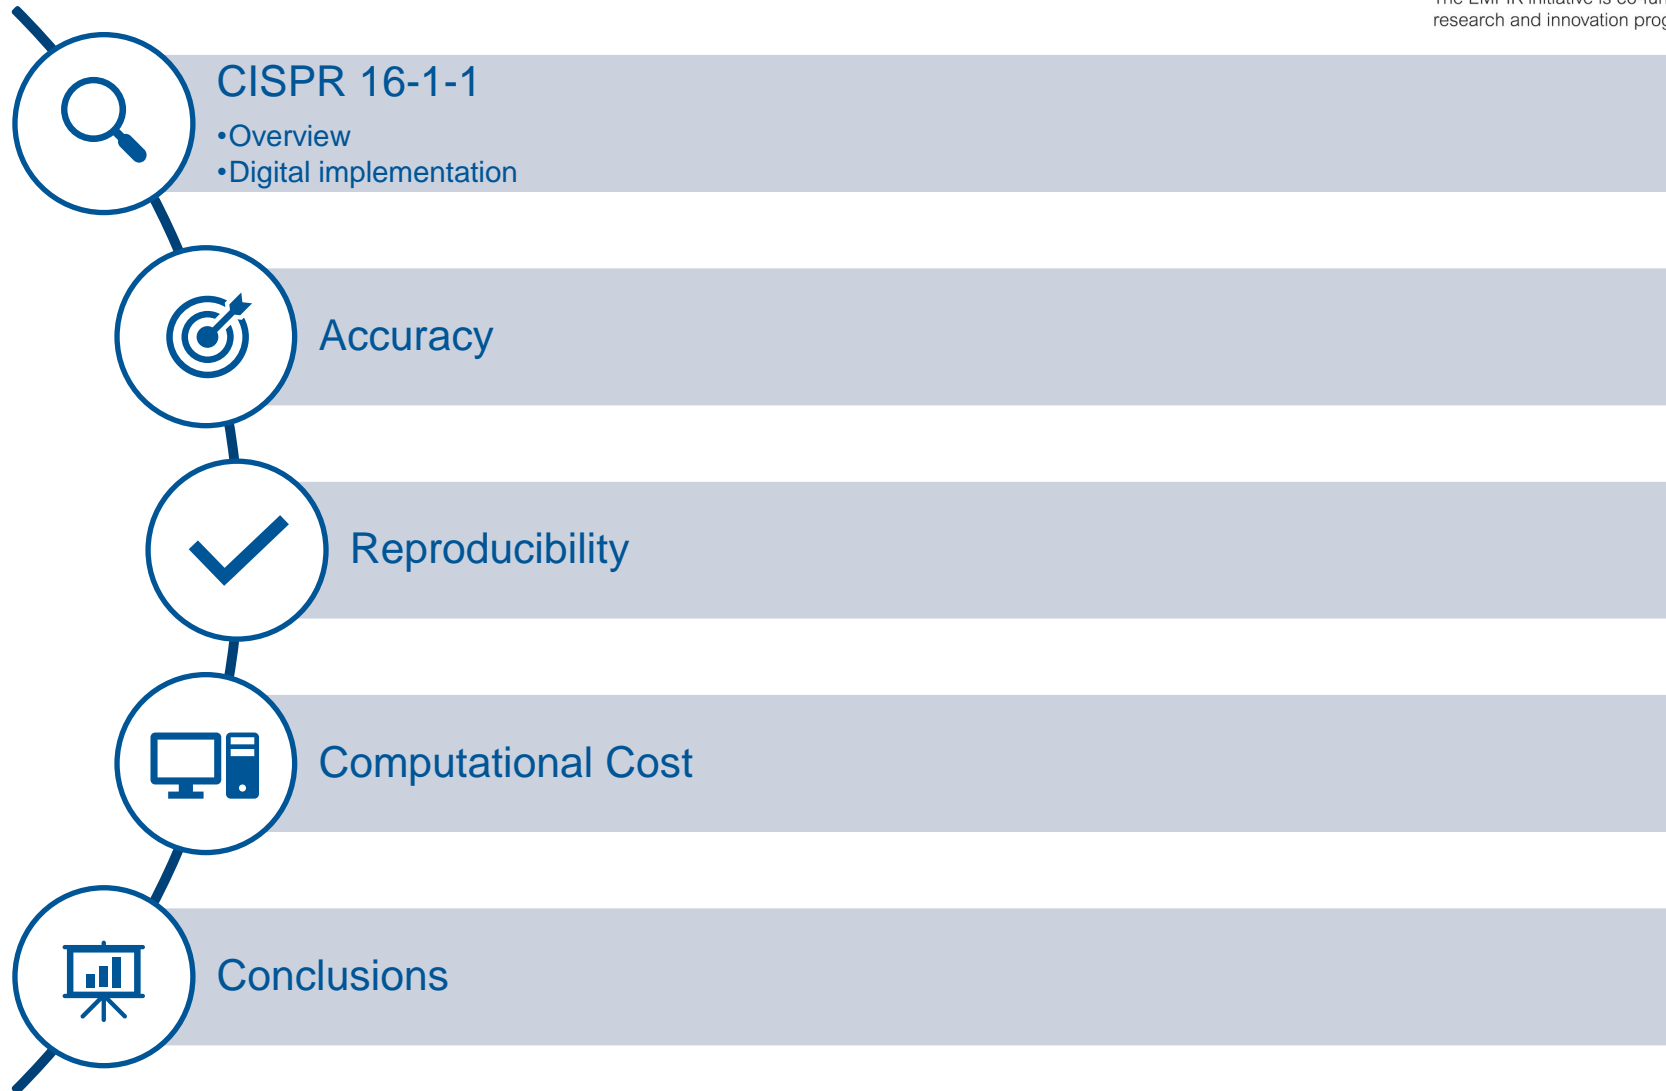 research and innovation
CISPR 16-1-1
•Overview
•Digital implementation
Accuracy
Reproducibility
Computational Cost
Conclusions